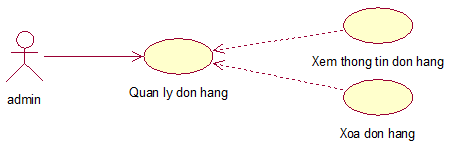 Xem thong tin don hang
admin
Quan ly don hang
Xoa don hang